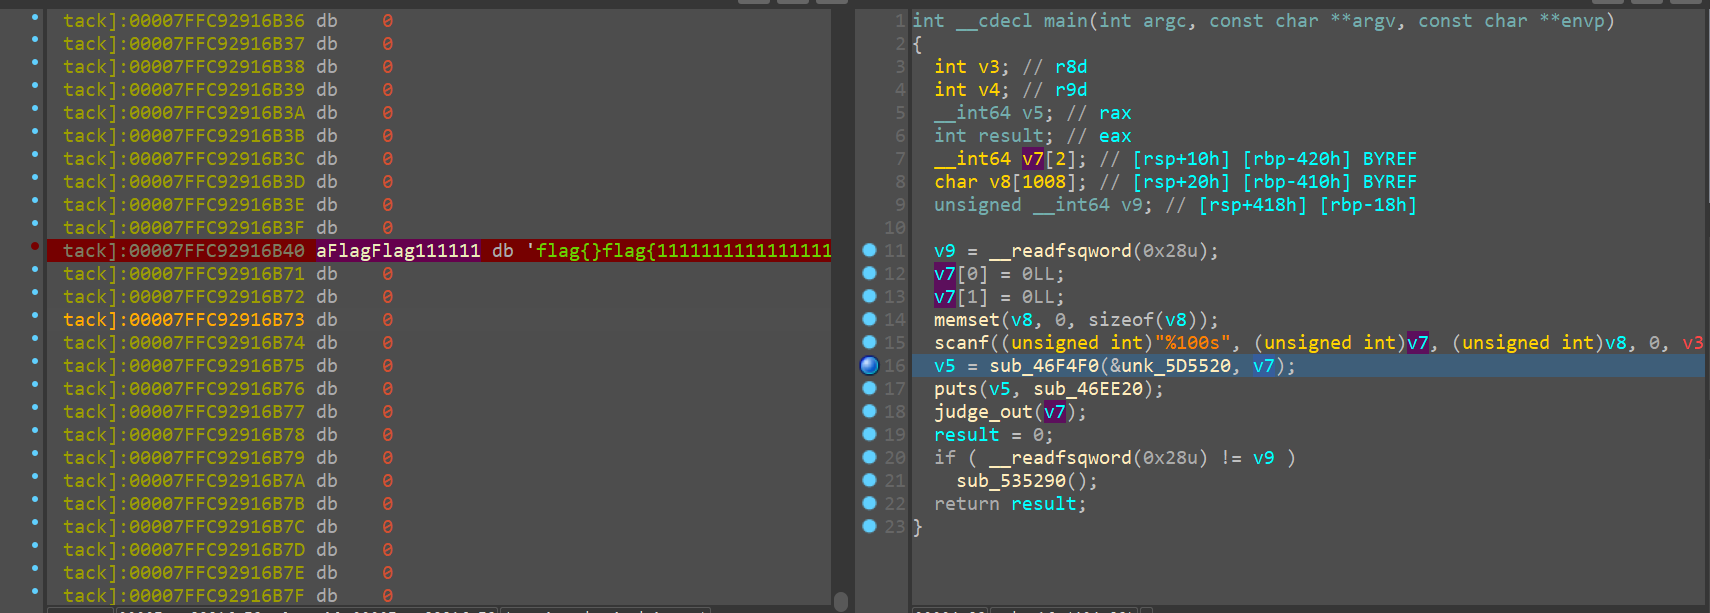 tack]:00007FFC92916B36 db 0
tack]:00007FFC92916B37 db 0
tack]:00007FFC92916B38 db 0
tack]:00007FFC92916B39 db 0
tack]:00007FFC92916B3A db 0
tack]:00007FFC92916B3B db 0
tack]:00007FFC92916B3C db 0
tack]:00007FFC92916B3D db 0
tack]:00007FFC92916B3E db 0
tack]:00007FFC92916B3F db 0
tack]:00007FFC92916B40 aFlagFlag111111 db 'flag{}flag{1111111111111111
tack]:00007FFC92916B71 db 0
tack]:00007FFC92916B72 db 0
tack]:00007FFC92916B73 db 0
tack]:00007FFC92916B74 db 0
tack]:00007FFC92916B75 db 0
tack]:00007FFC92916B76 db 0
tack]:00007FFC92916B77 db 0
tack]:00007FFC92916B78 db 0
tack]:00007FFC92916B79 db 0
tack]:00007FFC92916B7A db 0
tack]:00007FFC92916B7B db 0
tack]:00007FFC92916B7C db 0
tack]:00007FFC92916B7D db 0
tack]:00007FFC92916B7E db 0
tack]:00007FFC92916B7F db 0
1 int __cdecl main(int argc, const char **argv, const char **envp)
2 {
3 int v3; // r8d
4 int v4; // r9d
5 __int64 v5; // rax
6 int result; // eax
7 __int64 v7[2]; // [rsp+10h] [rbp-420h] BYREF
8 char v8[1008]; // [rsp+20h] [rbp-410h] BYREF
9 unsigned __int64 v9; // [rsp+418h] [rbp-18h]
10
11 v9 = __readfsqword(0x28u);
12 v7[0] = 0LL;
13 v7[1] = 0LL;
14 memset(v8, 0, sizeof(v8));
15 scanf((unsigned int)"%100s", (unsigned int)v7, (unsigned int)v8, 0, v3
16 v5 = sub_46F4F0(&unk_5D5520, v7);
17 puts(v5, sub_46EE20);
18 judge_out(v7);
19 result = 0;
20 if ( __readfsqword(0x28u) != v9 )
21 sub_535290();
22 return result;
23 }